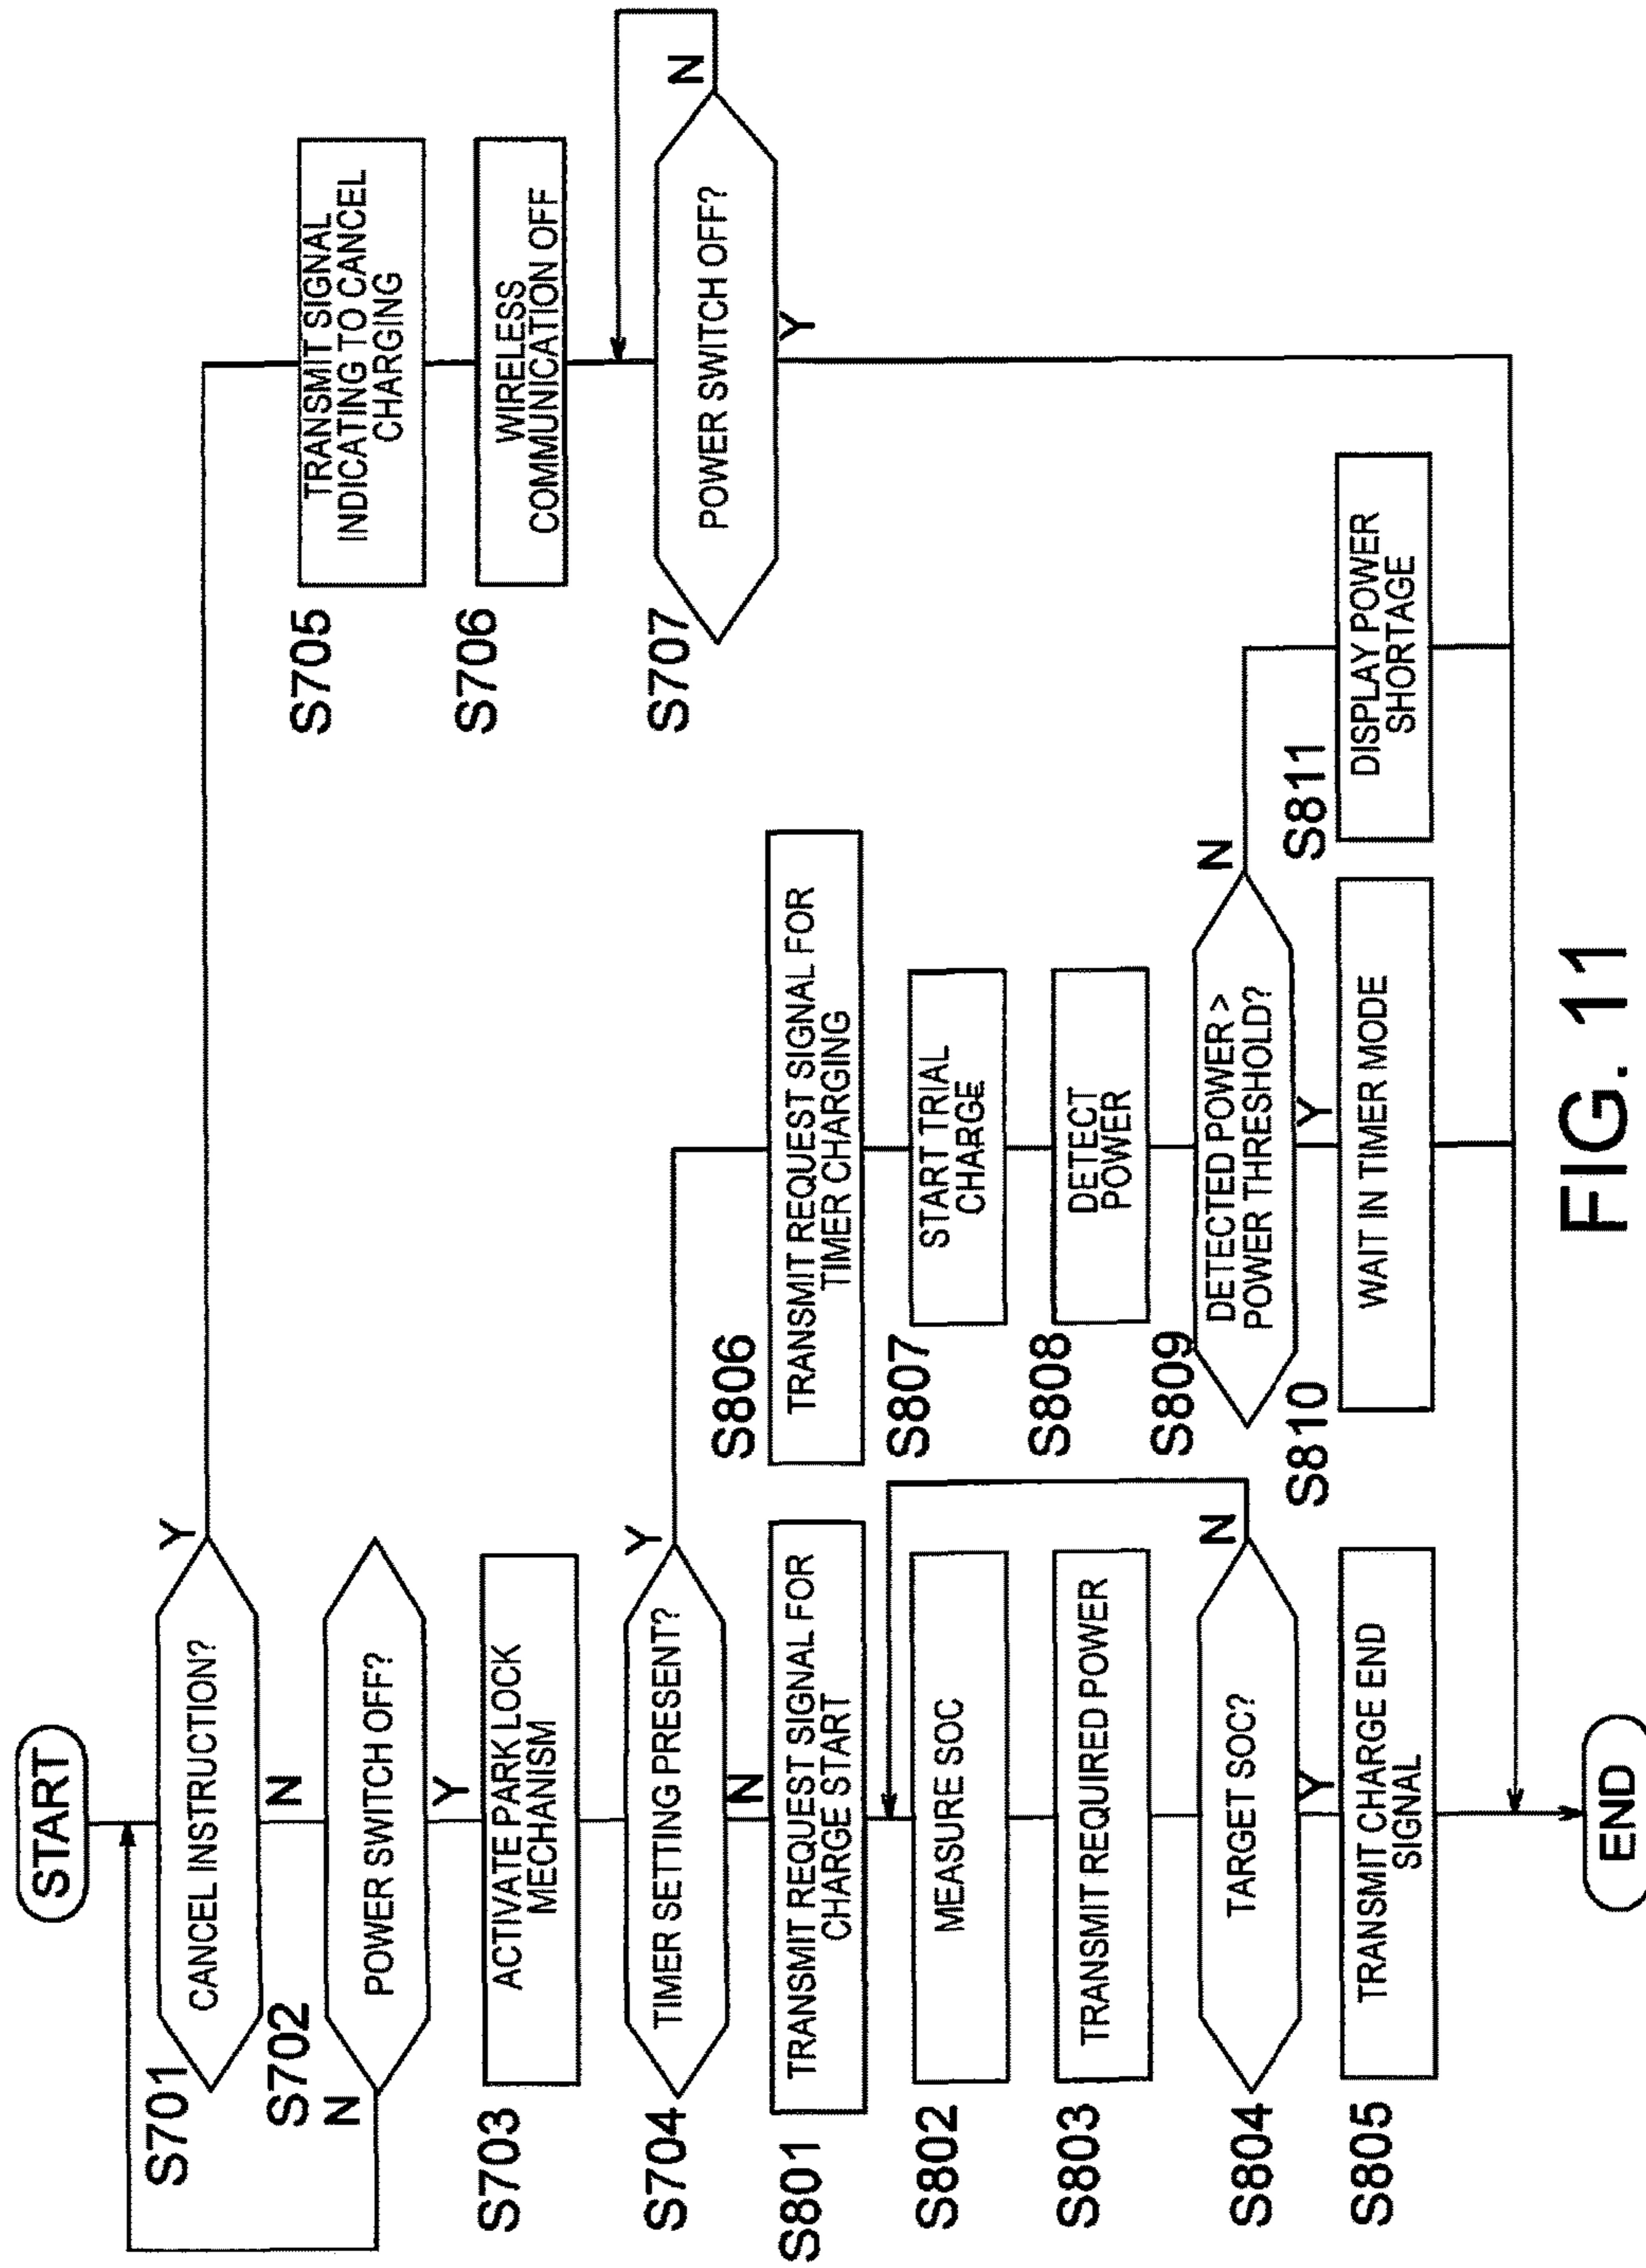 START
S701
CANCEL INSTRUCTION?
Y
N
S702
POWER SWITCH OFF?
N
Y
S703
ACTIVATE PARK LOCK
MECHANISM
S704
TIMER SETTING PRESENT?
Y
N
S801
TRANSMIT REQUEST SIGNAL FOR
CHARGE START
S802
MEASURE SOC
S803
TRANSMIT REQUIRED POWER
S804
TARGET SOC?
N
Y
S805
TRANSMIT CHARGE END
SIGNAL
END
S806
TRANSMIT REQUEST SIGNAL FOR
TIMER CHARGING
S807
START TRIAL
CHARGE
S808
DETECT
POWER
S809
DETECTED POWER >
POWER THRESHOLD?
N
Y
S810
WAIT IN TIMER MODE
S811
DISPLAY POWER
SHORTAGE
S705
TRANSMIT SIGNAL
INDICATING TO CANCEL
CHARGING
S706
WIRELESS
COMMUNICATION OFF
S707
POWER SWITCH OFF?
N
Y
FIG. 11